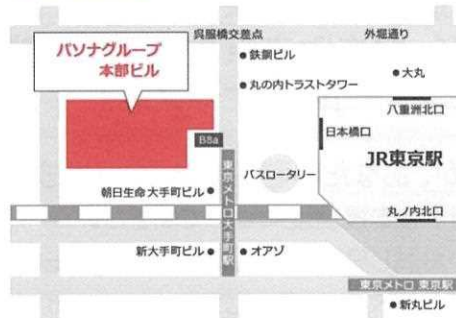 呉服橋交差点
外堀通り
パソナグループ
本部ビル
鉄鋼ビル
大丸
丸の内トラストタワー
八重洲北口
日本橋口
B8a
JR東京駅
バスロータリー
東京メトロ大手町駅
朝日生命大手町ビル
丸ノ内北口
新大手町ビル
オアゾ
東京メトロ 東京駅
新丸ビル